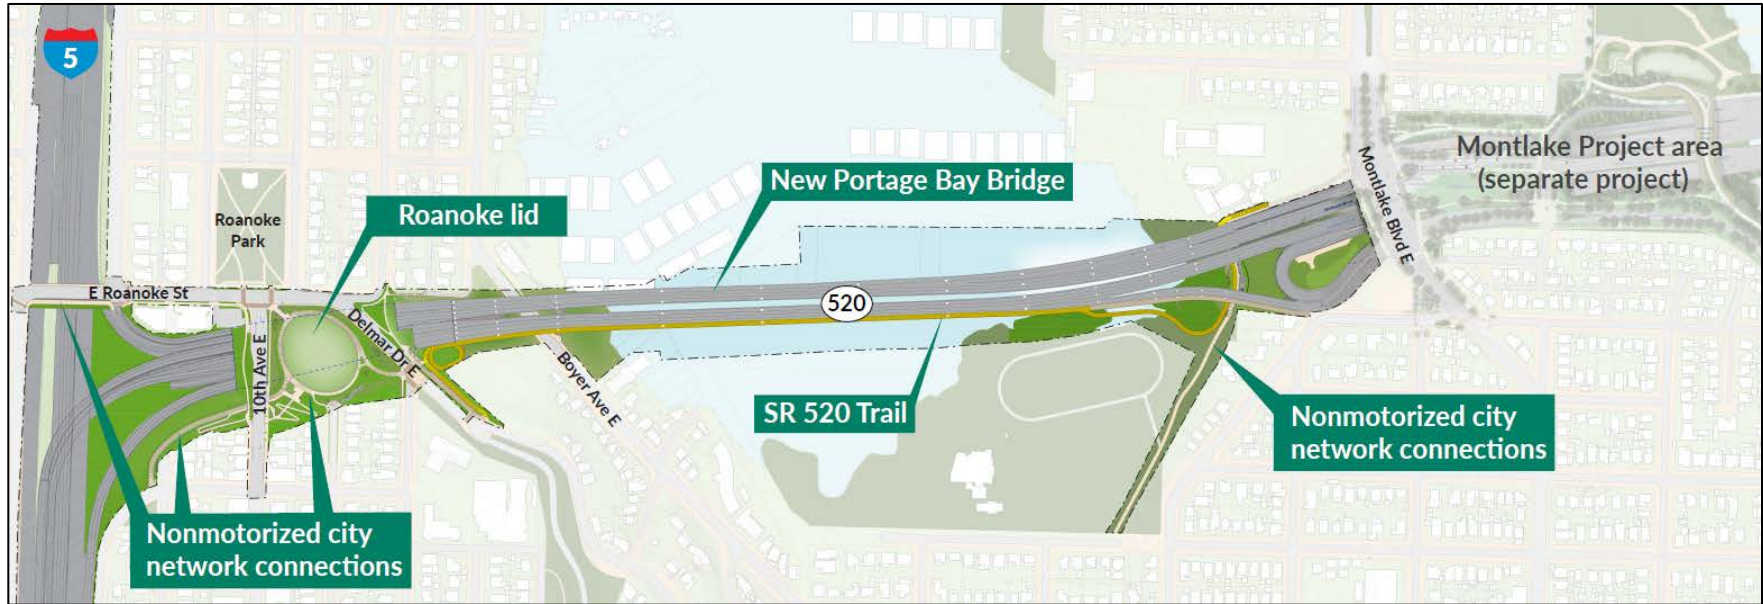 5
Montlake Project area
(separate project)
Montlake Blvd E
New Portage Bay Bridge
Roanoke lid
Roanoke
Park
E Roanoke St
520
Delmar Dr E
10th Ave E
Boyer Ave E
SR 520 Trail
Nonmotorized city
network connections
Nonmotorized city
network connections